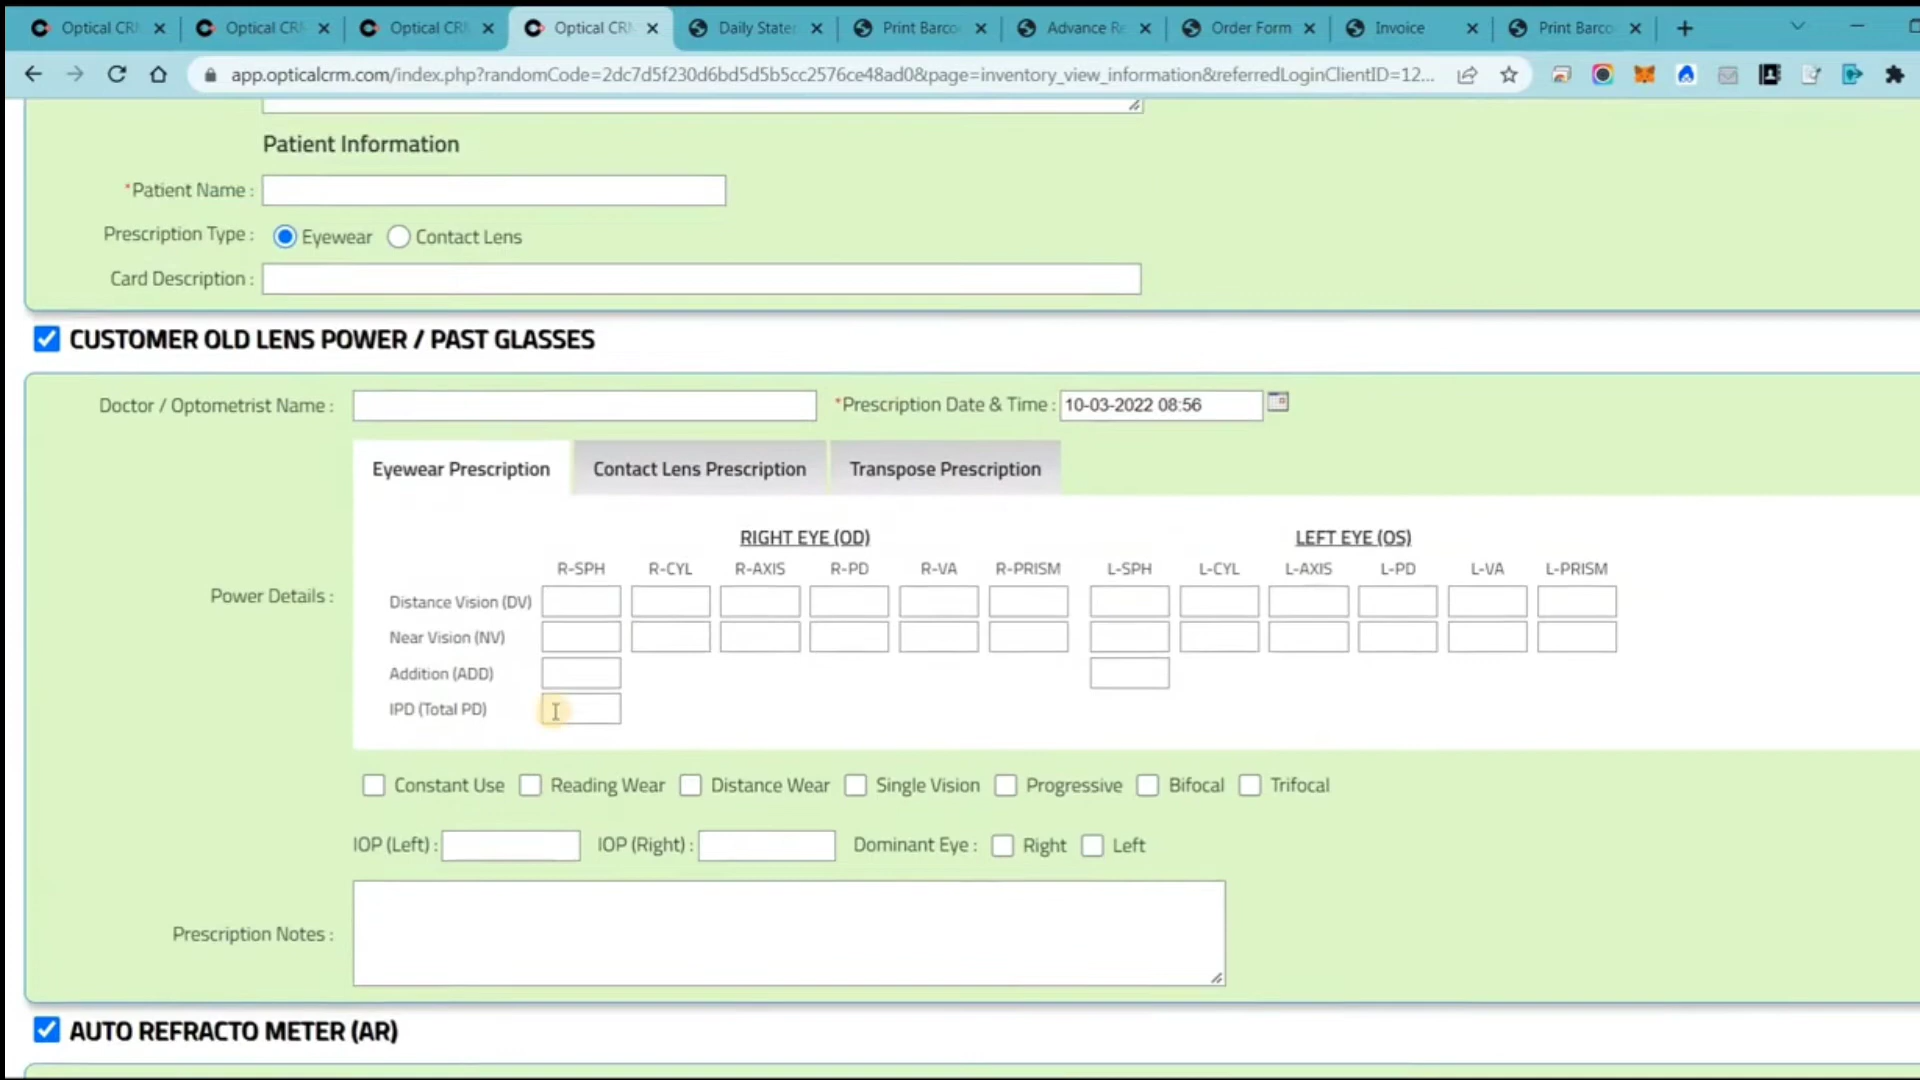 Optical CR
Optical CR
Optical CR
Optical CR
Daily State
Print Barco
Advance Re
Order Form
Invoice
Print Barco
app.opticalcrm.com/index.php?randomCode=2dc7d5f230d6bd5d5b5cc2576ce48ad0&page=inventory_view_information&referredLoginClientID=12...
Patient Information
*Patient Name :
Prescription Type : Eyewear Contact Lens
Card Description :
CUSTOMER OLD LENS POWER / PAST GLASSES
Doctor / Optometrist Name : *Prescription Date & Time : 10-03-2022 08:56
Eyewear Prescription Contact Lens Prescription Transpose Prescription
RIGHT EYE (OD) LEFT EYE (OS)
R-SPH R-CYL R-AXIS R-PD R-VA R-PRISM L-SPH L-CYL L-AXIS L-PD L-VA L-PRISM
Power Details :
Distance Vision (DV)
Near Vision (NV)
Addition (ADD)
IPD (Total PD)
Constant Use Reading Wear Distance Wear Single Vision Progressive Bifocal Trifocal
IOP (Left) : IOP (Right) : Dominant Eye : Right Left
Prescription Notes :
AUTO REFRACTO METER (AR)